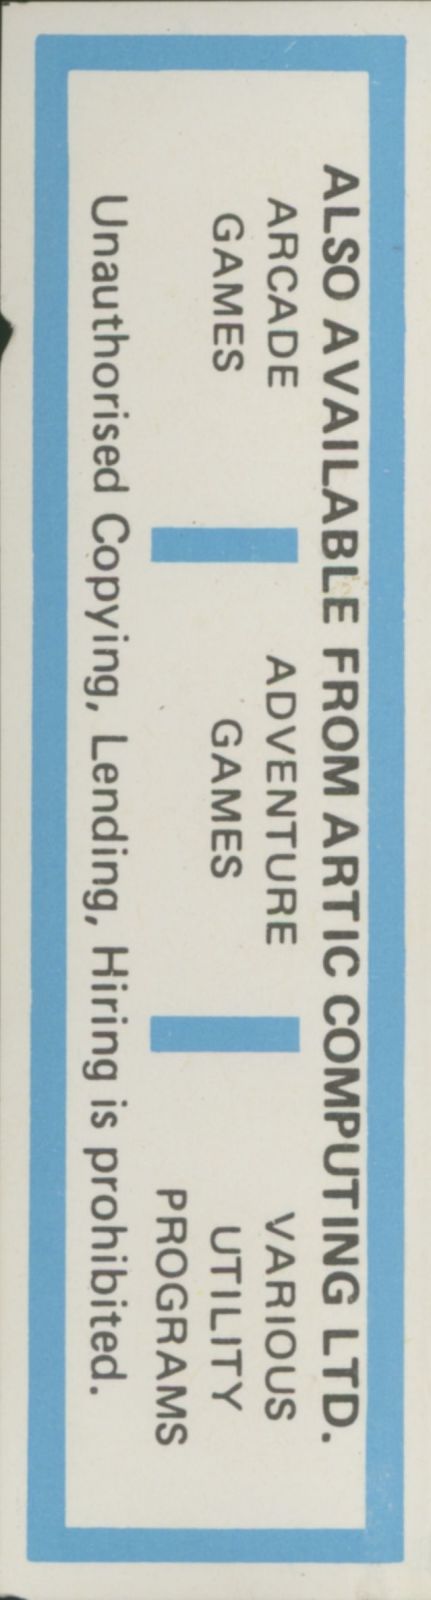 ALSO AVAILABLE FROM ARTIC COMPUTING LTD.
ARCADE
GAMES
ADVENTURE
GAMES
VARIOUS
UTILITY
PROGRAMS
Unauthorised Copying, Lending, Hiring is prohibited.